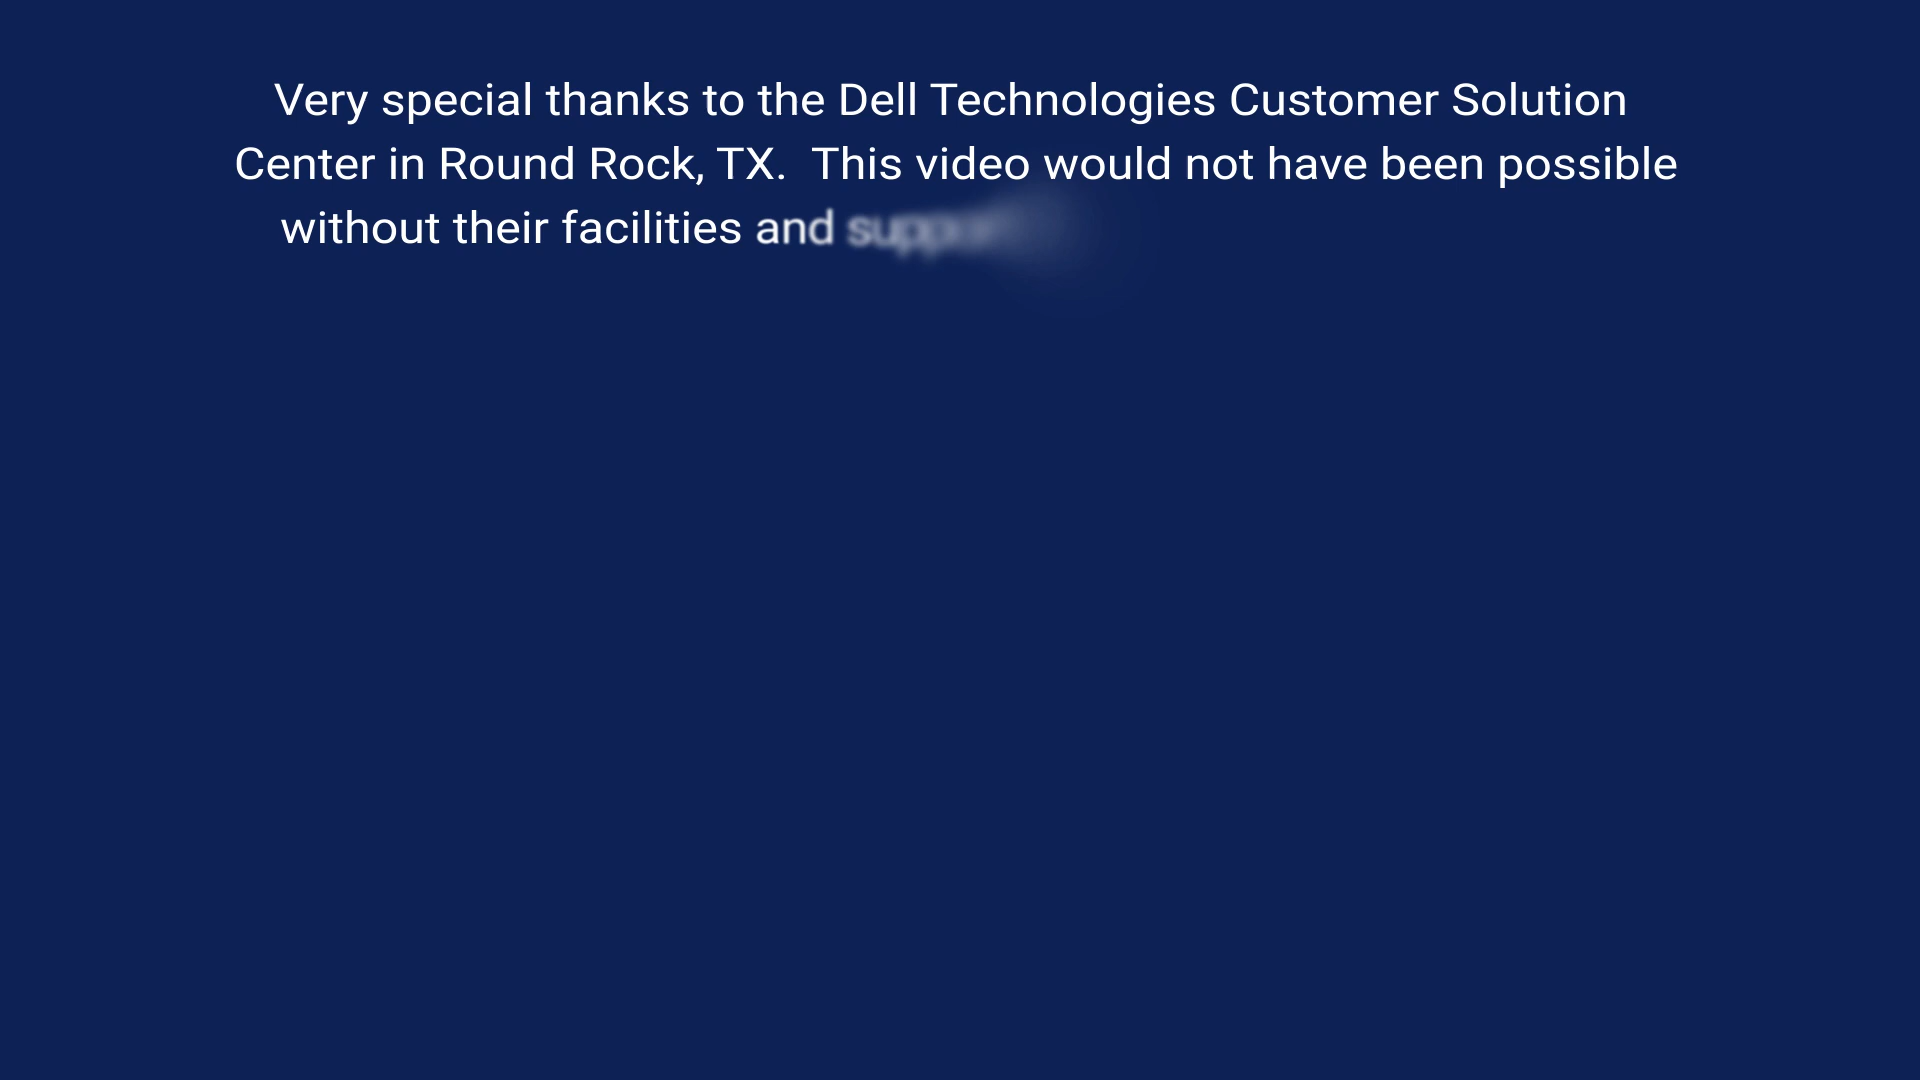 Very special thanks to the Dell Technologies Customer Solution
Center in Round Rock, TX.  This video would not have been possible
without their facilities and